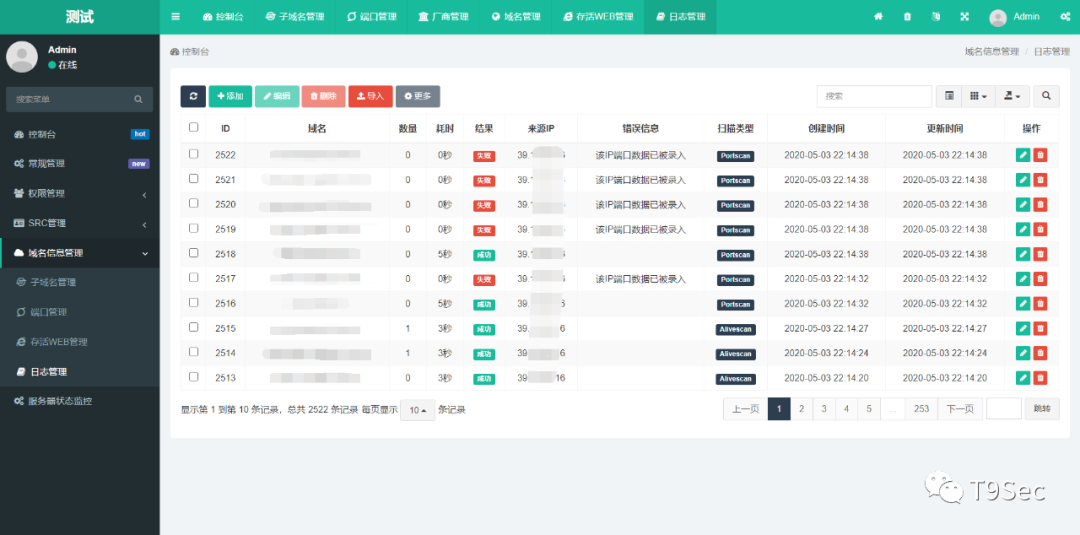 测试 控制台 子域名管理 端口管理 厂商管理 域名管理 存活WEB管理 日志管理 Admin
Admin
在线
控制台 域名信息管理 / 日志管理
搜索菜单
控制台 hot
常规管理 new
权限管理
SRC管理
域名信息管理
子域名管理
端口管理
存活WEB管理
日志管理
服务器状态监控
添加 编辑 删除 导入 更多 搜索
ID 域名 数量 耗时 结果 来源IP 错误信息 扫描类型 创建时间 更新时间 操作
2522 0 0秒 失败 39. 该IP端口数据已被录入 Portscan 2020-05-03 22:14:38 2020-05-03 22:14:38
2521 0 0秒 失败 39. 该IP端口数据已被录入 Portscan 2020-05-03 22:14:38 2020-05-03 22:14:38
2520 0 0秒 失败 39. 该IP端口数据已被录入 Portscan 2020-05-03 22:14:38 2020-05-03 22:14:38
2519 0 0秒 失败 39. 该IP端口数据已被录入 Portscan 2020-05-03 22:14:38 2020-05-03 22:14:38
2518 0 5秒 成功 39. Portscan 2020-05-03 22:14:38 2020-05-03 22:14:38
2517 0 0秒 失败 39. 该IP端口数据已被录入 Portscan 2020-05-03 22:14:32 2020-05-03 22:14:32
2516 0 5秒 成功 39. Portscan 2020-05-03 22:14:32 2020-05-03 22:14:32
2515 1 3秒 成功 39. 6 Alivescan 2020-05-03 22:14:27 2020-05-03 22:14:27
2514 1 3秒 成功 39 6 Alivescan 2020-05-03 22:14:24 2020-05-03 22:14:24
2513 1 3秒 成功 39. 16 Alivescan 2020-05-03 22:14:20 2020-05-03 22:14:20
显示第 1 到第 10 条记录，总共 2522 条记录 每页显示 10 条记录 上一页 1 2 3 4 5 ... 253 下一页 跳转
T9Sec